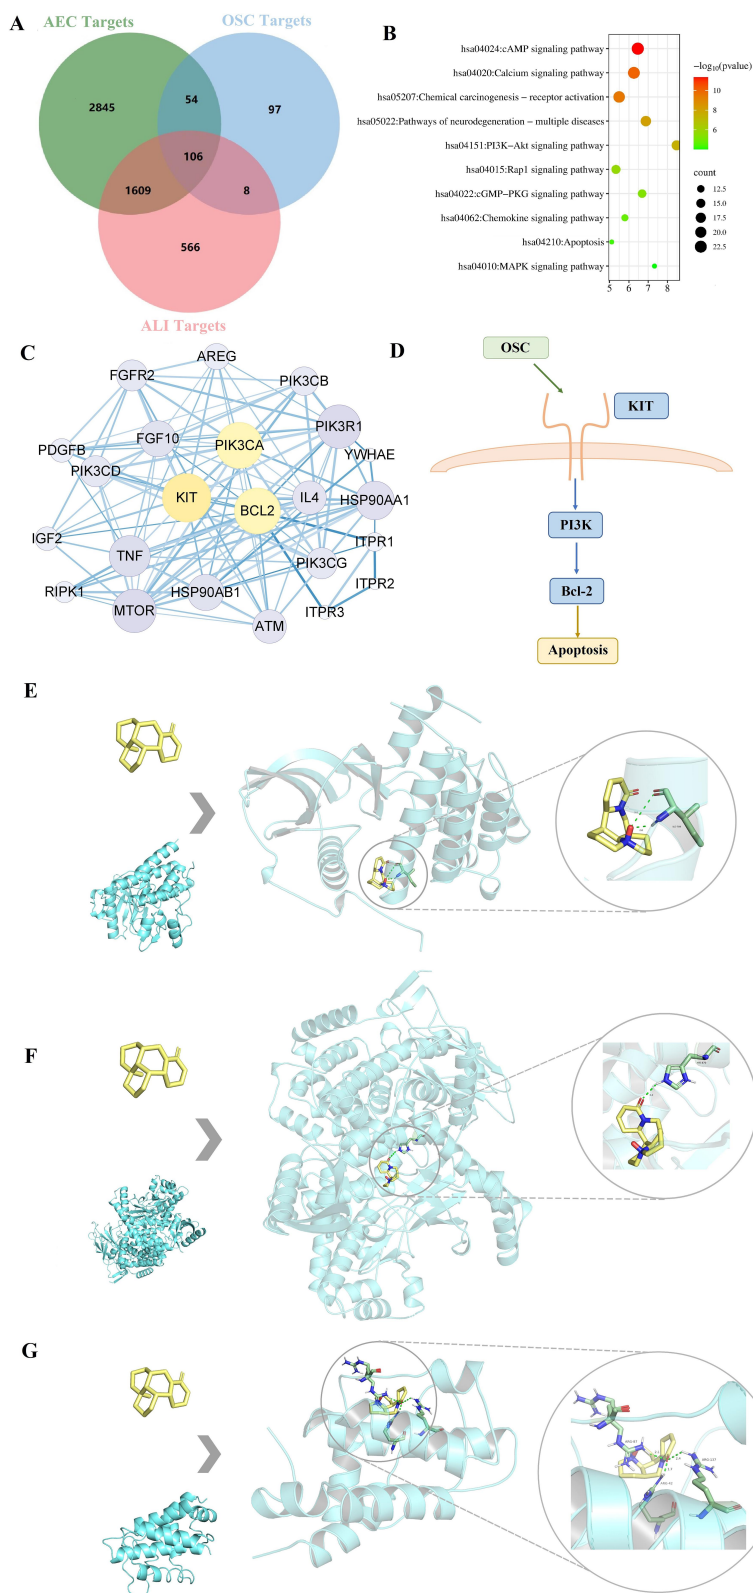 A
AEC Targets
OSC Targets
2845
54
97
106
1609
8
566
ALI Targets
B
hsa04024:cAMP signaling pathway
hsa04020:Calcium signaling pathway
hsa05207:Chemical carcinogenesis − receptor activation
hsa05022:Pathways of neurodegeneration − multiple diseases
hsa04151:PI3K−Akt signaling pathway
hsa04015:Rap1 signaling pathway
hsa04022:cGMP−PKG signaling pathway
hsa04062:Chemokine signaling pathway
hsa04210:Apoptosis
hsa04010:MAPK signaling pathway
5 6 7 8
−log10(pvalue)
10
8
6
count
12.5
15.0
17.5
20.0
22.5
C
AREG
FGFR2
PIK3CB
PIK3R1
FGF10
PIK3CA
YWHAE
PDGFB
PIK3CD
KIT
BCL2
IL4
HSP90AA1
IGF2
TNF
ITPR1
PIK3CG
RIPK1
HSP90AB1
ITPR2
MTOR
ITPR3
ATM
D
OSC
KIT
PI3K
Bcl-2
Apoptosis
E
F
G